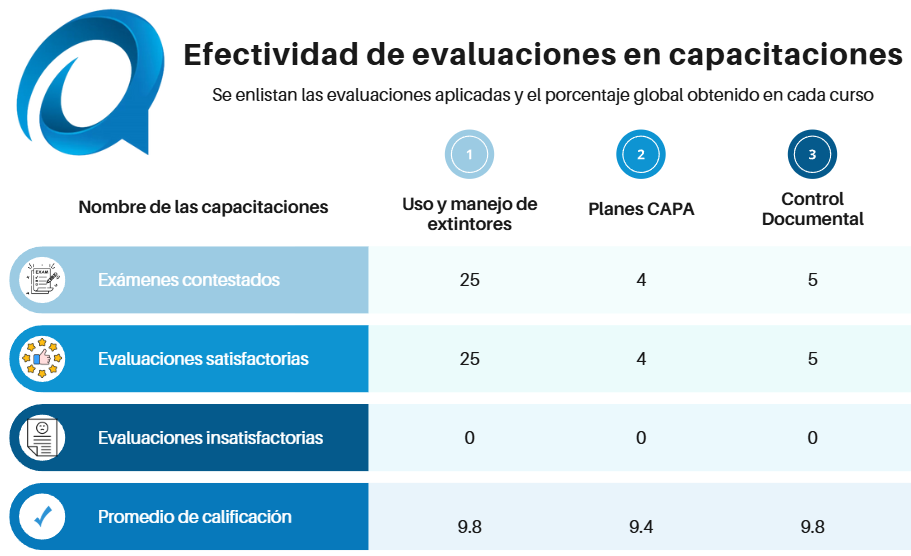 Efectividad de evaluaciones en capacitaciones
Se enlistan las evaluaciones aplicadas y el porcentaje global obtenido en cada curso
1 2 3
Nombre de las capacitaciones
Uso y manejo de
extintores
Planes CAPA
Control
Documental
EXAM
Exámenes contestados 25 4 5
Evaluaciones satisfactorias 25 4 5
Evaluaciones insatisfactorias 0 0 0
Promedio de calificación 9.8 9.4 9.8